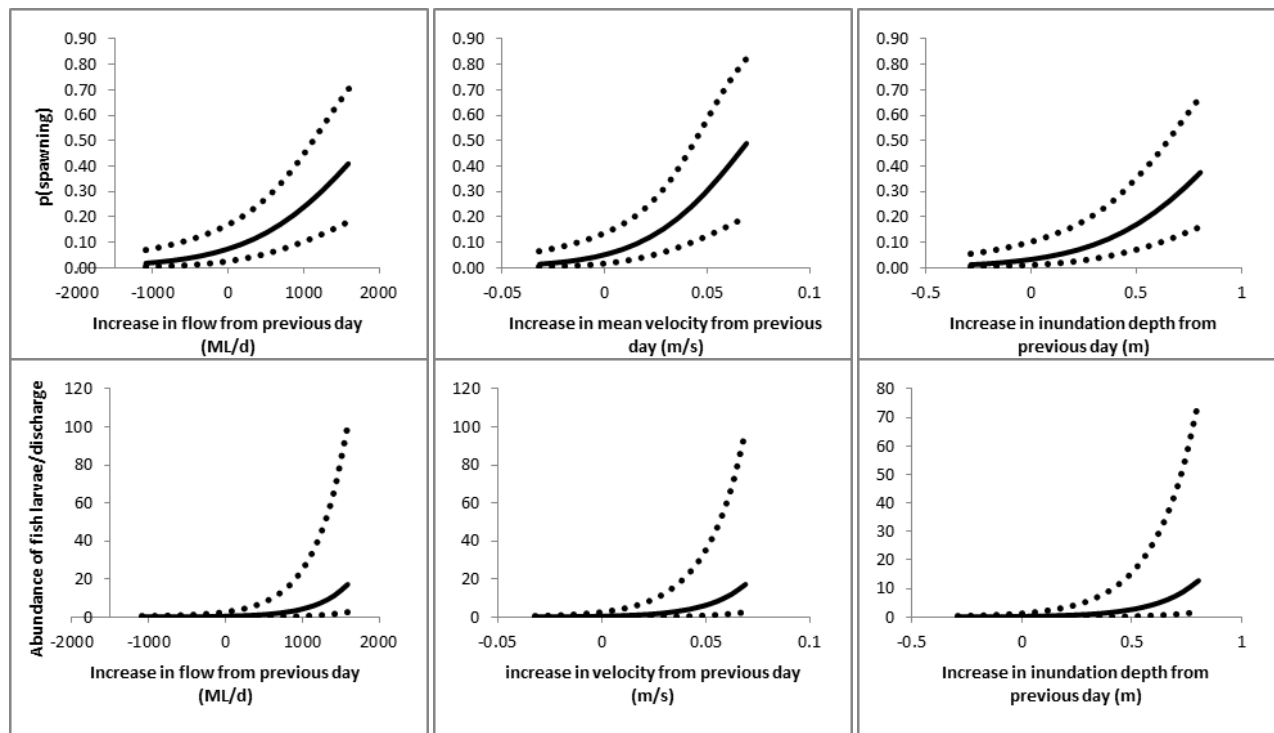 p(spawning)
0.90
0.80
0.70
0.60
0.50
0.40
0.30
0.20
0.10
0.00
-2000 -1000 0 1000 2000
Increase in flow from previous day
(ML/d)
0.90
0.80
0.70
0.60
0.50
0.40
0.30
0.20
0.10
0.00
-0.05 0 0.05 0.1
Increase in mean velocity from previous
day (m/s)
0.90
0.80
0.70
0.60
0.50
0.40
0.30
0.20
0.10
0.00
-0.5 0 0.5 1
Increase in inundation depth from
previous day (m)
Abundance of fish larvae/discharge
120
100
80
60
40
20
0
-2000 -1000 0 1000 2000
Increase in flow from previous day
(ML/d)
120
100
80
60
40
20
0
-0.05 0 0.05 0.1
increase in velocity from previous day
(m/s)
80
70
60
50
40
30
20
10
0
-0.5 0 0.5 1
Increase in inundation depth from
previous day (m)